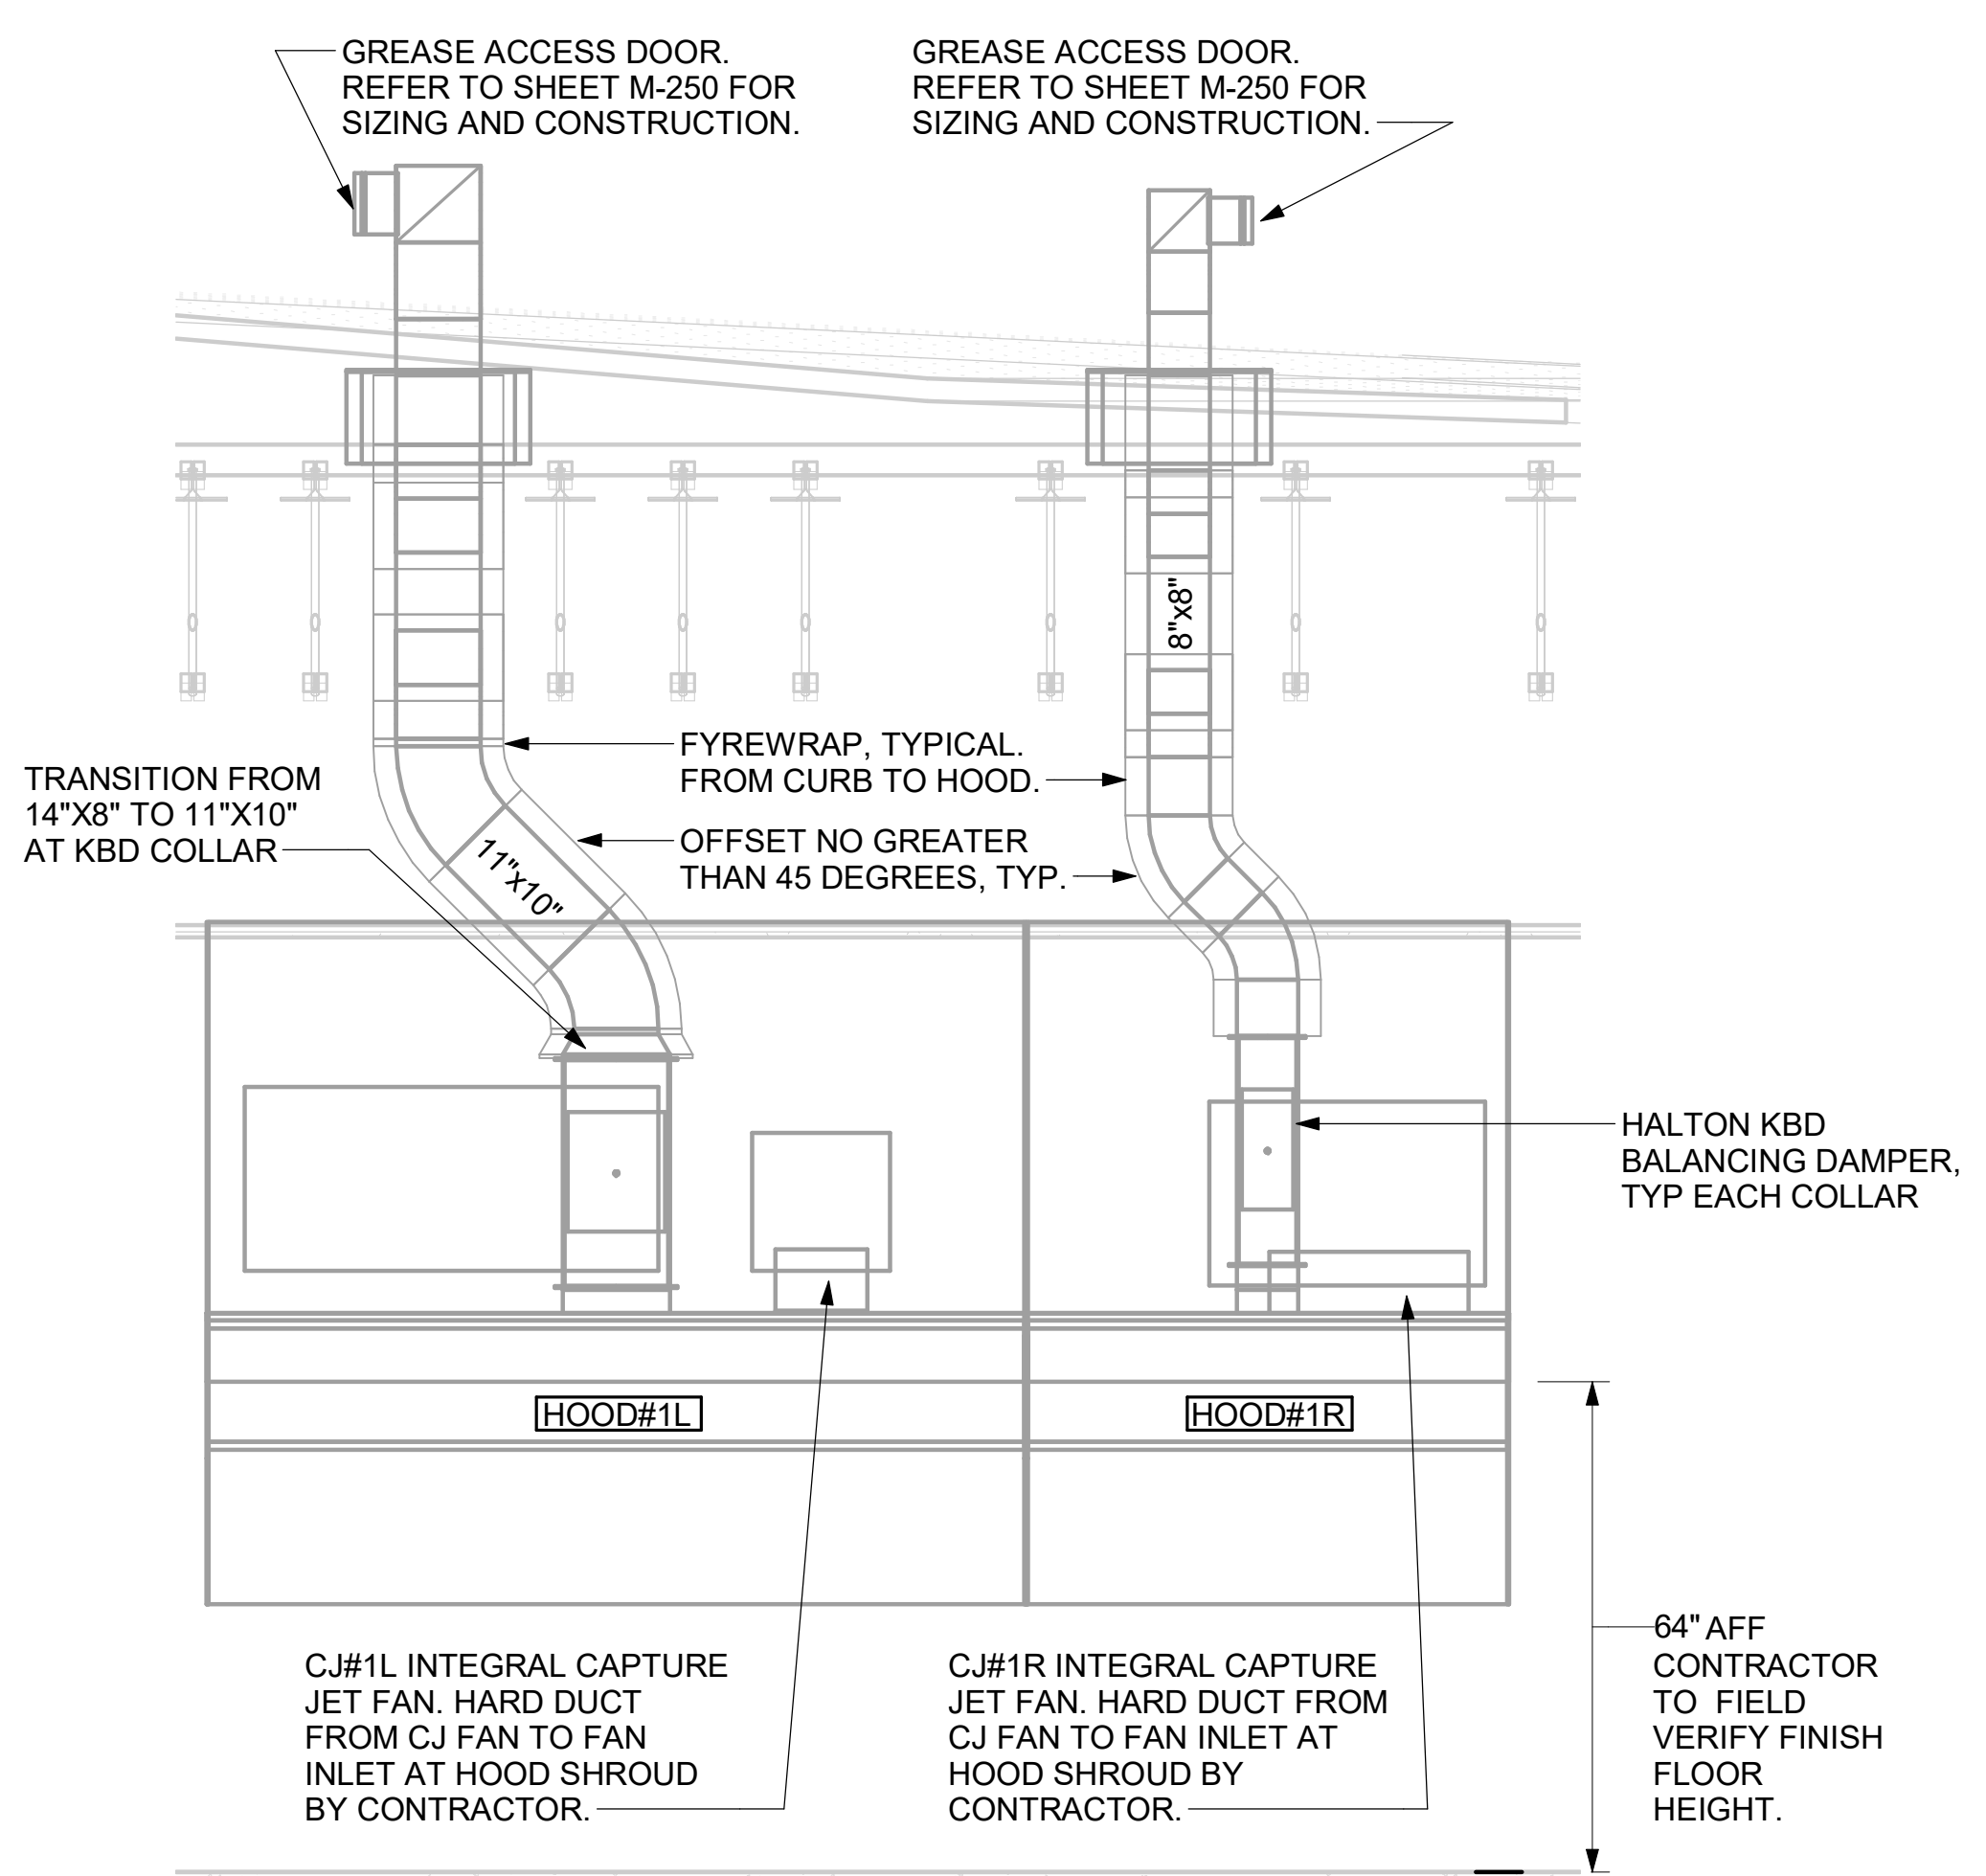 GREASE ACCESS DOOR.
REFER TO SHEET M-250 FOR
SIZING AND CONSTRUCTION.
GREASE ACCESS DOOR.
REFER TO SHEET M-250 FOR
SIZING AND CONSTRUCTION.
8"x8"
FYREWRAP, TYPICAL.
FROM CURB TO HOOD.
TRANSITION FROM
14"X8" TO 11"X10"
AT KBD COLLAR
OFFSET NO GREATER
THAN 45 DEGREES, TYP.
11"x10"
HALTON KBD
BALANCING DAMPER,
TYP EACH COLLAR
HOOD#1L
HOOD#1R
CJ#1L INTEGRAL CAPTURE
JET FAN. HARD DUCT
FROM CJ FAN TO FAN
INLET AT HOOD SHROUD
BY CONTRACTOR.
CJ#1R INTEGRAL CAPTURE
JET FAN. HARD DUCT FROM
CJ FAN TO FAN INLET AT
HOOD SHROUD BY
CONTRACTOR.
64" AFF
CONTRACTOR
TO FIELD
VERIFY FINISH
FLOOR
HEIGHT.